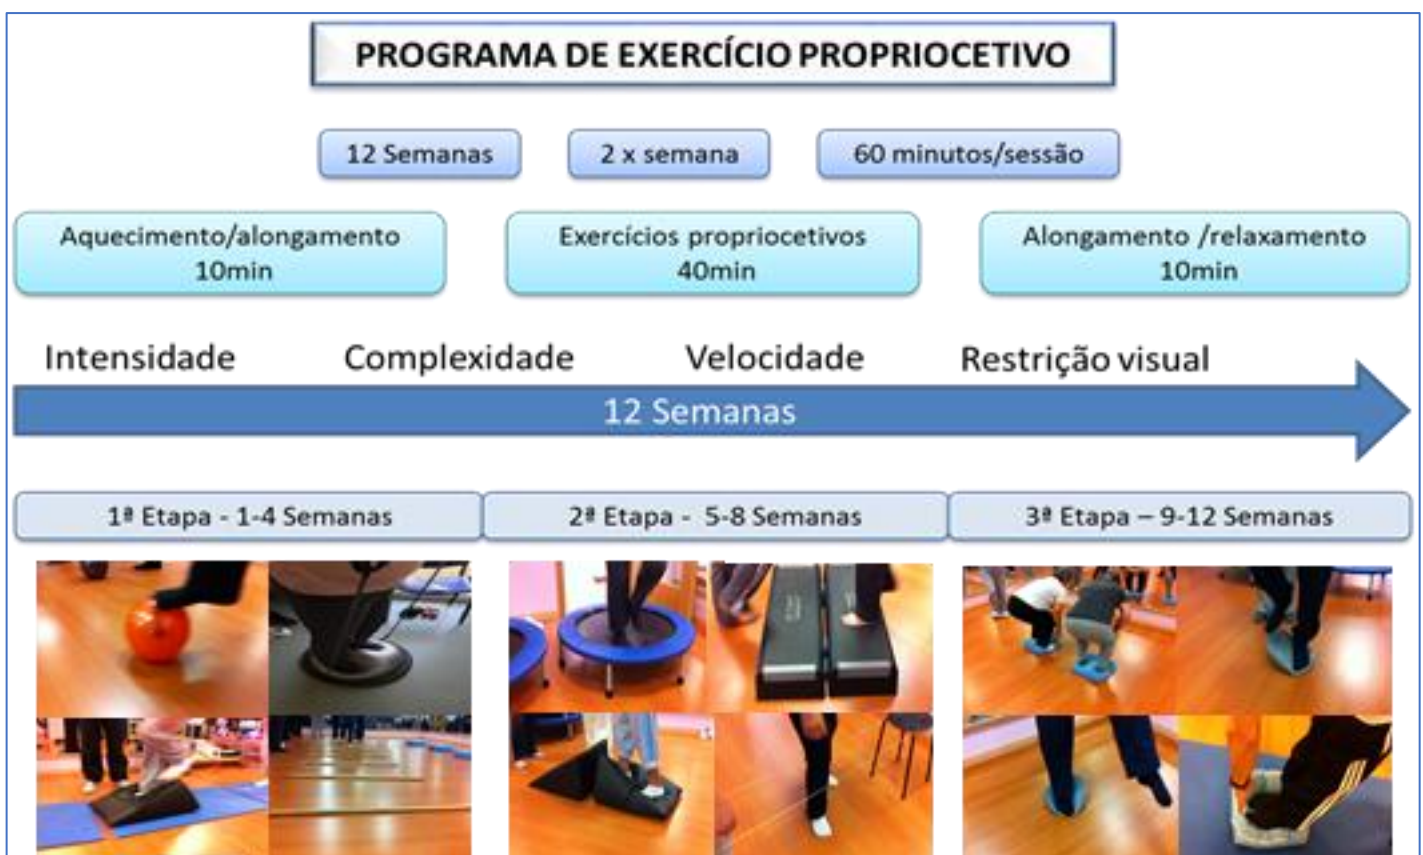 PROGRAMA DE EXERCÍCIO PROPRIOCETIVO
12 Semanas
2 x semana
60 minutos/sessão
Aquecimento/alongamento
10min
Exercícios propriocetivos
40min
Alongamento /relaxamento
10min
Intensidade
Complexidade
Velocidade
Restrição visual
12 Semanas
1ª Etapa - 1-4 Semanas
2ª Etapa -  5-8 Semanas
3ª Etapa – 9-12 Semanas